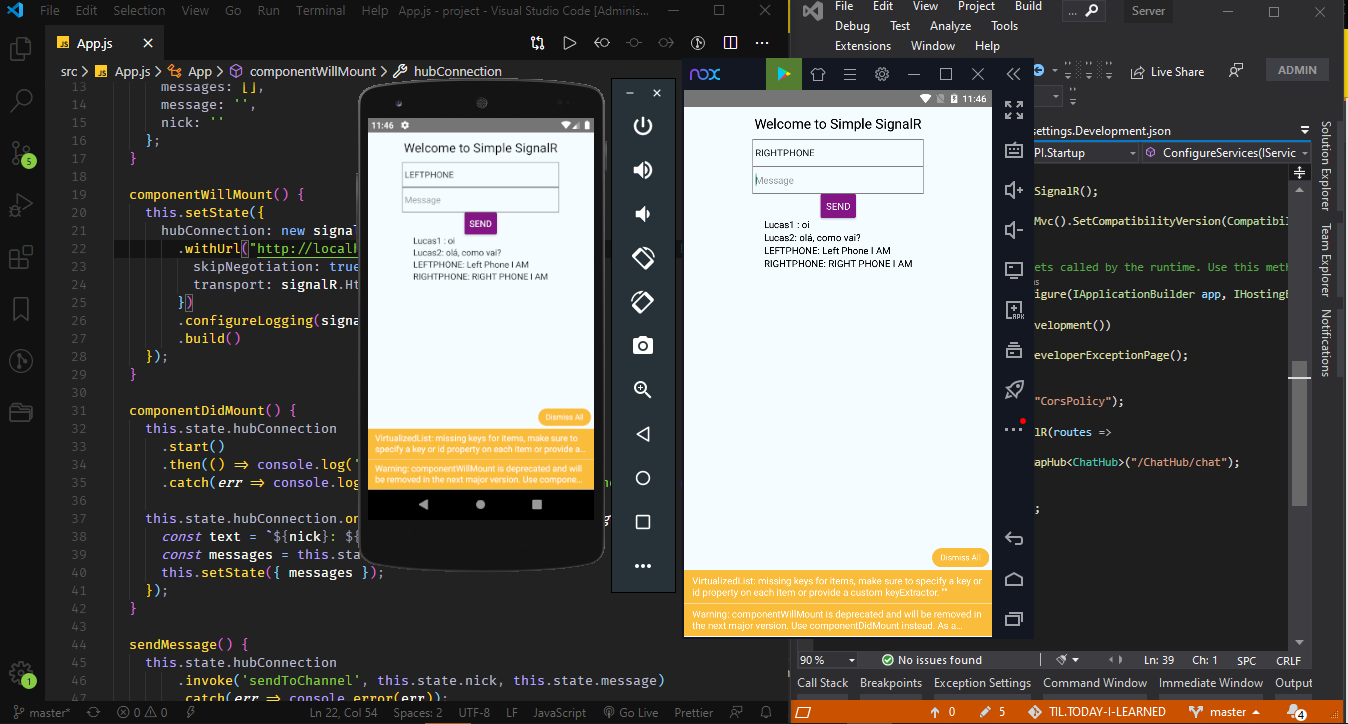 File Edit Selection View Go Run Terminal Help App.js - project - Visual Studio Code [Adminis...
JS App.js
src > JS App.js > App > componentWillMount > hubConnection
13 messages: [],
14 message: '',
15 nick: ''
16 };
17 }
18
19 componentWillMount() {
20 this.setState({
21 hubConnection: new signal
22 .withUrl("http://local
23 skipNegotiation: true
24 transport: signalR.Ht
25 })
26 .configureLogging(signa
27 .build()
28 });
29 }
30
31 componentDidMount() {
32 this.state.hubConnection
33 .start()
34 .then(() => console.log('
35 .catch(err => console.log
36
37 this.state.hubConnection.on
38 const text = `${nick}: $
39 const messages = this.sta
40 this.setState({ messages });
41 });
42 }
43
44 sendMessage() {
45 this.state.hubConnection
46 .invoke('sendToChannel', this.state.nick, this.state.message)
47 .catch(err => console.error(err));
5
1
master* 0 0 Ln 22, Col 54 Spaces: 2 UTF-8 LF JavaScript Go Live Prettier
11:46
Welcome to Simple SignalR
LEFTPHONE
Message
SEND
Lucas1 : oi
Lucas2: olá, como vai?
LEFTPHONE: Left Phone I AM
RIGHTPHONE: RIGHT PHONE I AM
Dismiss All
VirtualizedList: missing keys for items, make sure to
specify a key or id property on each item or provide a...
Warning: componentWillMount is deprecated and will
be removed in the next major version. Use compone...
nox
11:46
Welcome to Simple SignalR
RIGHTPHONE
Message
SEND
Lucas1 : oi
Lucas2: olá, como vai?
LEFTPHONE: Left Phone I AM
RIGHTPHONE: RIGHT PHONE I AM
Dismiss All
VirtualizedList: missing keys for items, make sure to specify a key or
id property on each item or provide a custom keyExtractor. ""
Warning: componentWillMount is deprecated and will be removed in
the next major version. Use componentDidMount instead. As a...
APK
File Edit View Project Build
Debug Test Analyze Tools
Extensions Window Help
... Server
Live Share ADMIN
settings.Development.json
PI.Startup ConfigureServices(IServic
SignalR();
Mvc().SetCompatibilityVersion(Compatibil
ets called by the runtime. Use this meth
figure(IApplicationBuilder app, IHostingE
velopment())
eveloperExceptionPage();
"CorsPolicy");
lR(routes =>
apHub<ChatHub>("/ChatHub/chat");
;
Solution Explorer
Team Explorer
Notifications
90 % No issues found Ln: 39 Ch: 1 SPC CRLF
Call Stack Breakpoints Exception Settings Command Window Immediate Window Output
0 5 TIL.TODAY-I-LEARNED master 4